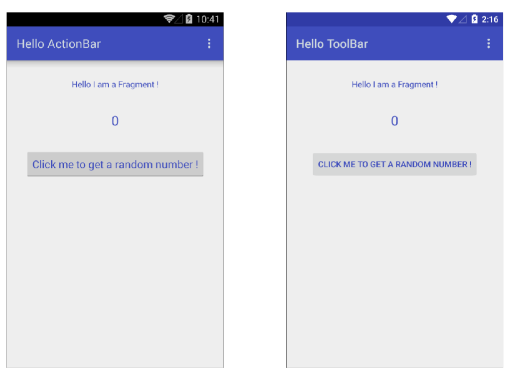 10:41
Hello ActionBar
Hello I am a Fragment !
0
Click me to get a random number !
2:16
Hello ToolBar
Hello I am a Fragment !
0
CLICK ME TO GET A RANDOM NUMBER !